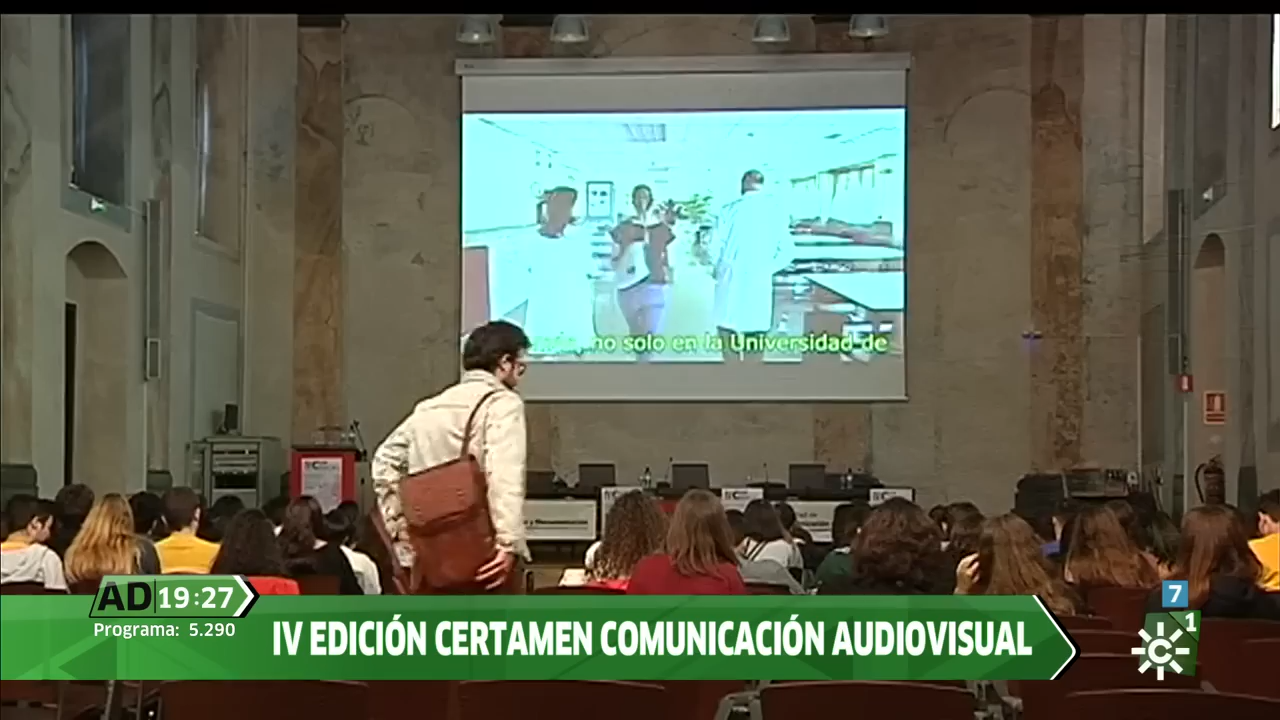 no solo en la Universidad de
AD 19:27
Programa: 5.290
IV EDICIÓN CERTAMEN COMUNICACIÓN AUDIOVISUAL
7
1